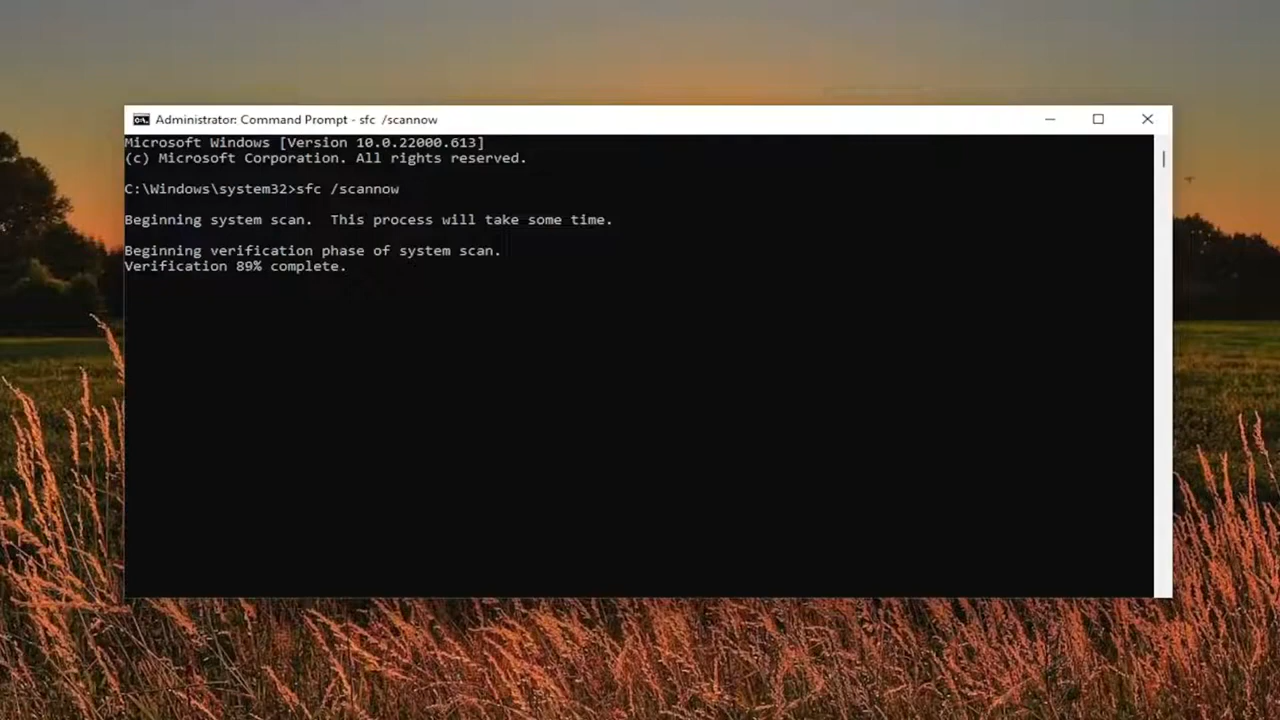 Administrator: Command Prompt - sfc  /scannow
Microsoft Windows [Version 10.0.22000.613]
(c) Microsoft Corporation. All rights reserved.
C:\Windows\system32>sfc /scannow
Beginning system scan.  This process will take some time.
Beginning verification phase of system scan.
Verification 89% complete.